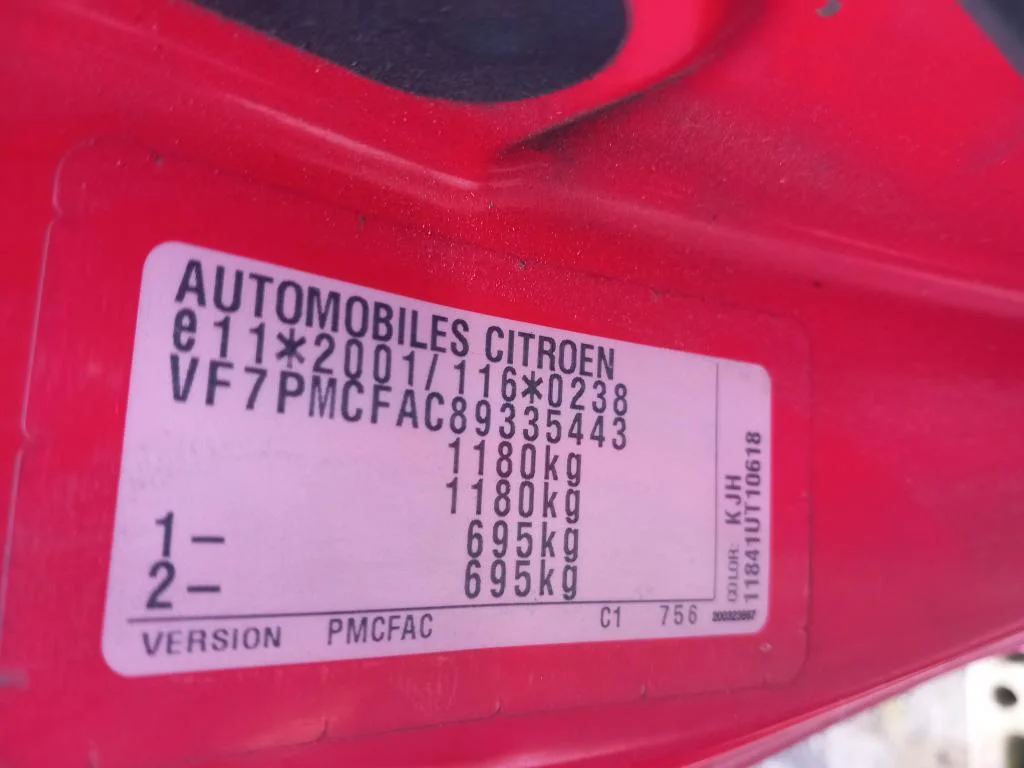 AUTOMOBILES CITROEN
e11*2001/116*0238
VF7PMCFAC89335443
1180kg
1180kg
1- 695kg
2- 695kg
VERSION PMCFAC C1 756
COLOR: KJH
11841UT10618